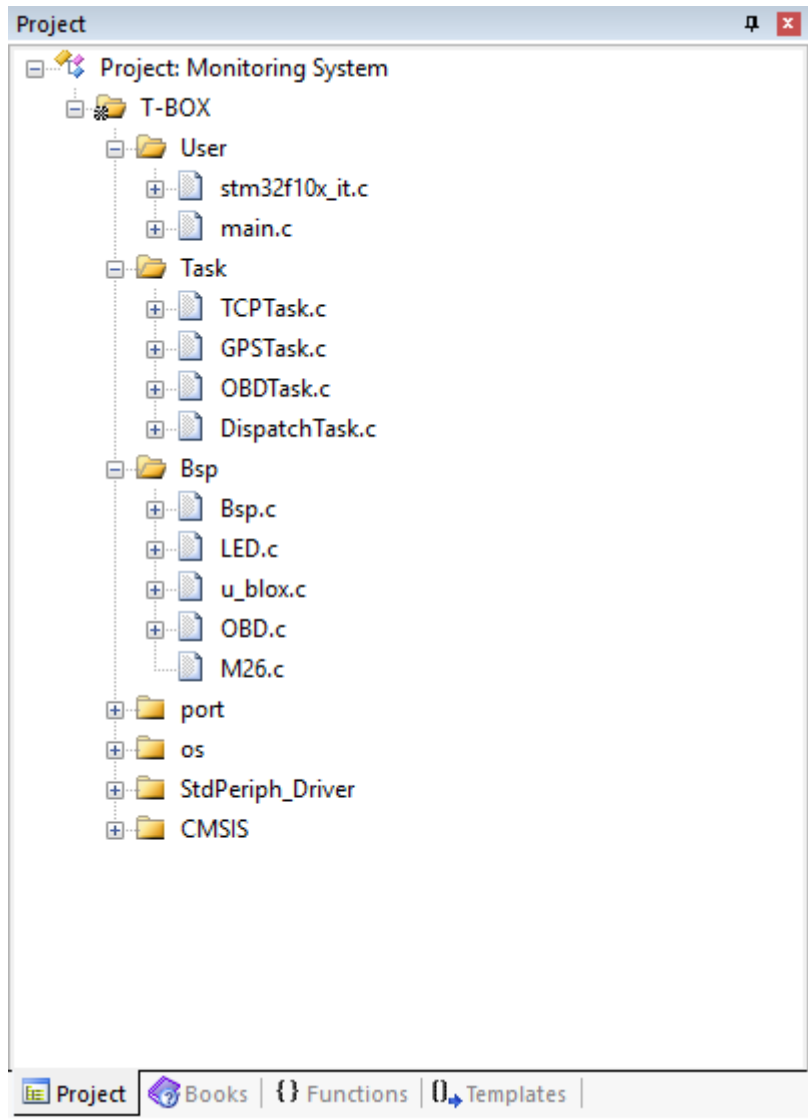 Project
Project: Monitoring System
T-BOX
User
stm32f10x_it.c
main.c
Task
TCPTask.c
GPSTask.c
OBDTask.c
DispatchTask.c
Bsp
Bsp.c
LED.c
u_blox.c
OBD.c
M26.c
port
os
StdPeriph_Driver
CMSIS
Project Books {} Functions Templates